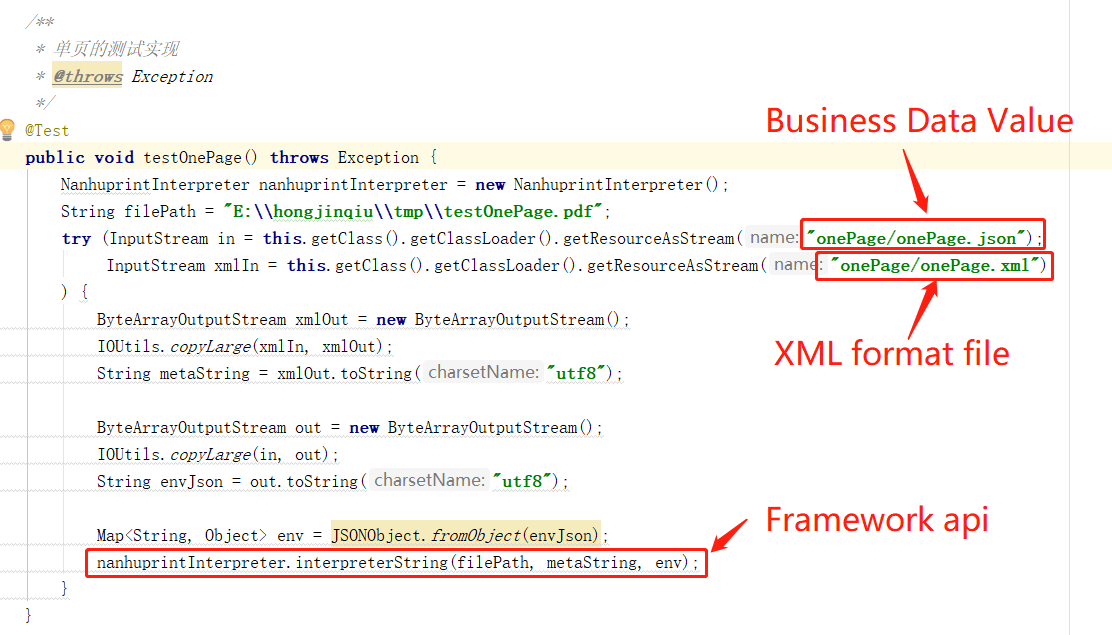 /**
* 单页的测试实现
* @throws Exception
*/
@Test
Business Data Value
public void testOnePage() throws Exception {
NanhuprintInterpreter nanhuprintInterpreter = new NanhuprintInterpreter();
String filePath = "E:\\hongjinqiu\\tmp\\testOnePage.pdf";
try (InputStream in = this.getClass().getClassLoader().getResourceAsStream( name: "onePage/onePage.json");
InputStream xmlIn = this.getClass().getClassLoader().getResourceAsStream( name: "onePage/onePage.xml")
) {
ByteArrayOutputStream xmlOut = new ByteArrayOutputStream();
IOUtils.copyLarge(xmlIn, xmlOut);
XML format file
String metaString = xmlOut.toString( charsetName: "utf8");
ByteArrayOutputStream out = new ByteArrayOutputStream();
IOUtils.copyLarge(in, out);
String envJson = out.toString( charsetName: "utf8");
Framework api
Map<String, Object> env = JSONObject.fromObject(envJson);
nanhuprintInterpreter.interpreterString(filePath, metaString, env);
}
}